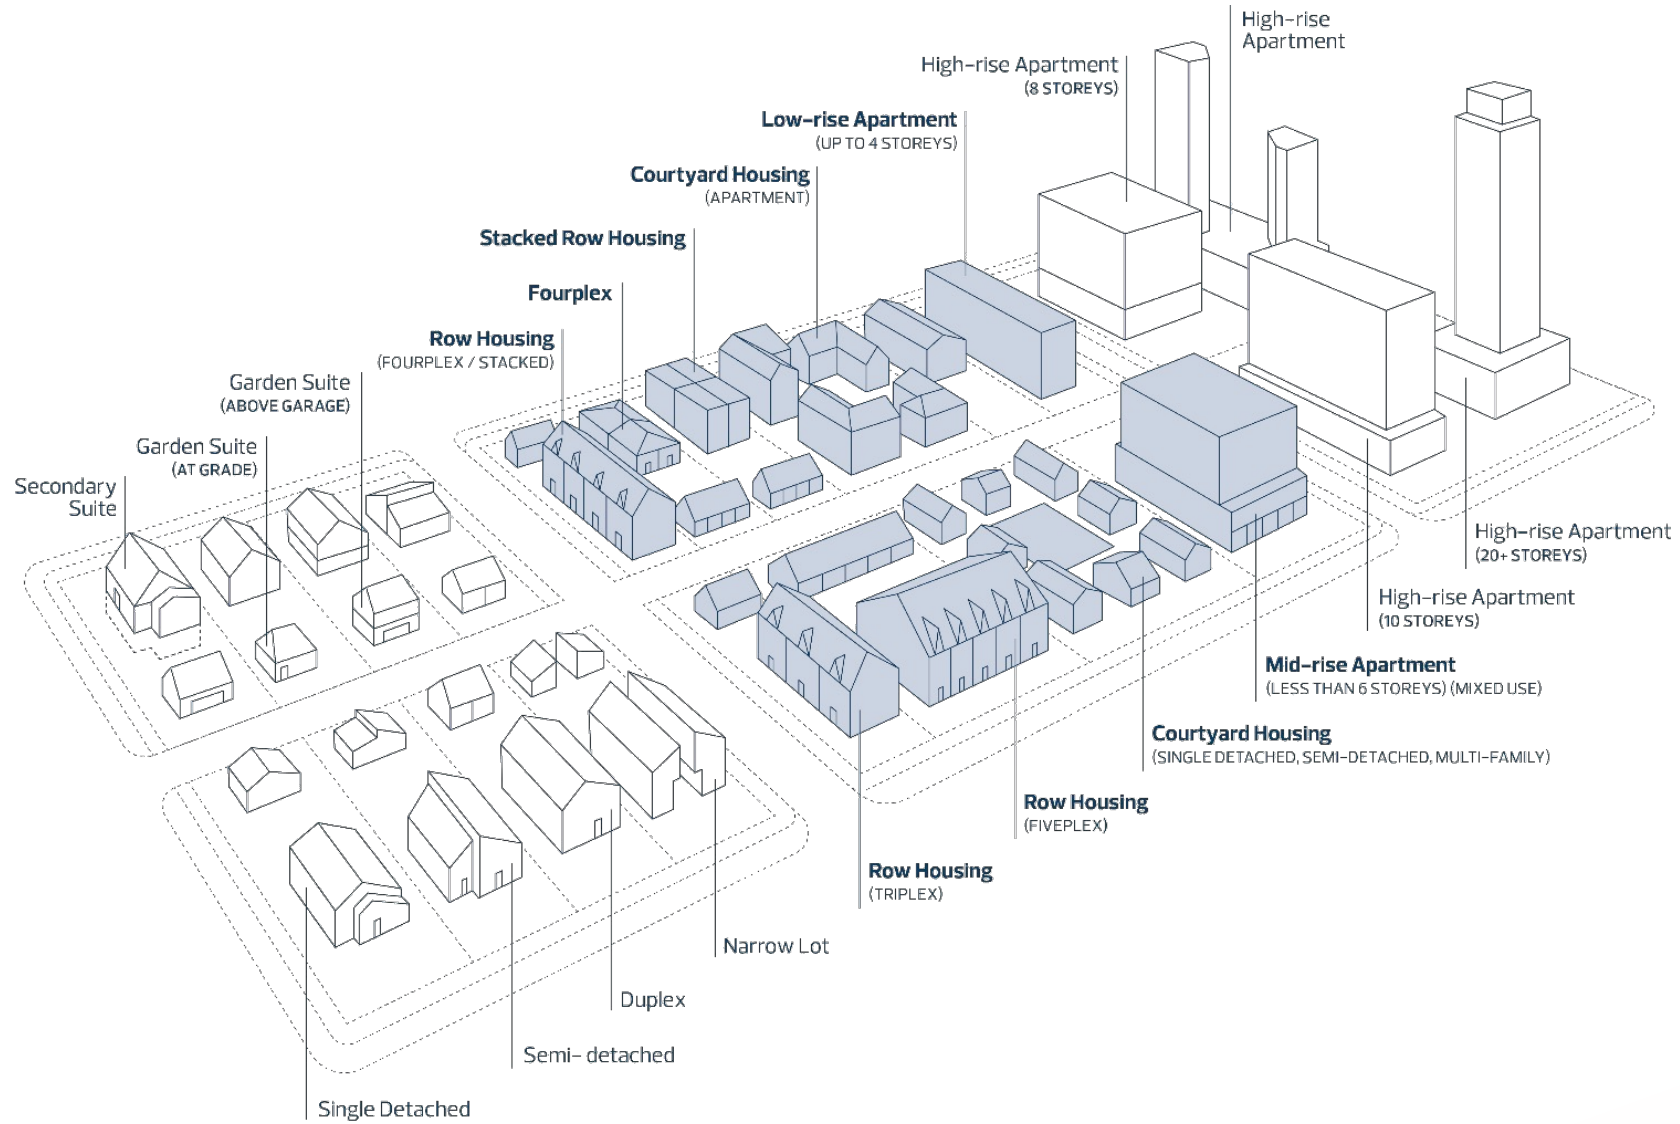 High-rise
Apartment
High-rise Apartment
(8 STOREYS)
Low-rise Apartment
(UP TO 4 STOREYS)
Courtyard Housing
(APARTMENT)
Stacked Row Housing
Fourplex
Row Housing
(FOURPLEX / STACKED)
Garden Suite
(ABOVE GARAGE)
Garden Suite
(AT GRADE)
Secondary
Suite
High-rise Apartment
(20+ STOREYS)
High-rise Apartment
(10 STOREYS)
Mid-rise Apartment
(LESS THAN 6 STOREYS) (MIXED USE)
Courtyard Housing
(SINGLE DETACHED, SEMI-DETACHED, MULTI-FAMILY)
Row Housing
(FIVEPLEX)
Row Housing
(TRIPLEX)
Narrow Lot
Duplex
Semi- detached
Single Detached